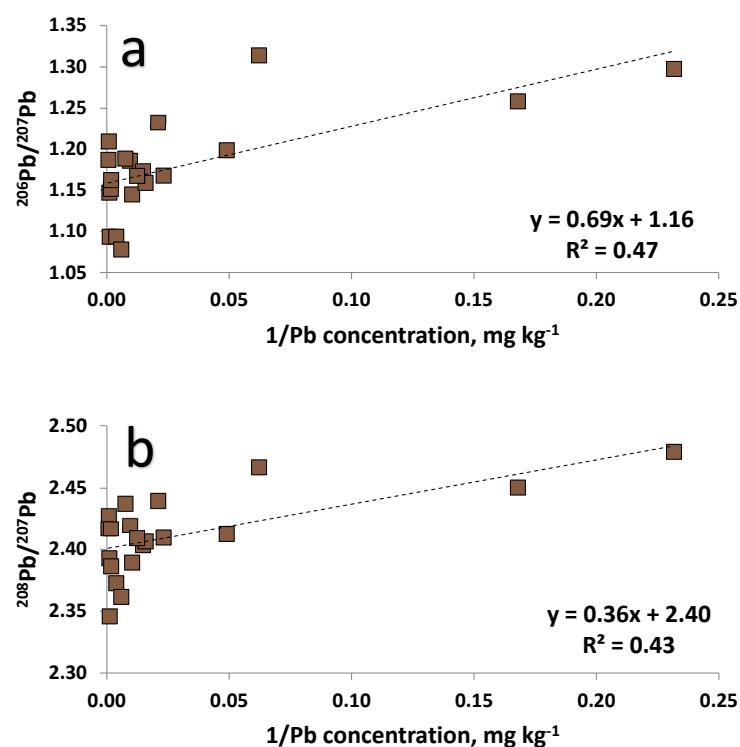 a
²⁰⁶Pb/²⁰⁷Pb
1.35
1.30
1.25
1.20
1.15
1.10
1.05
0.00 0.05 0.10 0.15 0.20 0.25
y = 0.69x + 1.16
R² = 0.47
1/Pb concentration, mg kg⁻¹
b
²⁰⁸Pb/²⁰⁷Pb
2.50
2.45
2.40
2.35
2.30
0.00 0.05 0.10 0.15 0.20 0.25
y = 0.36x + 2.40
R² = 0.43
1/Pb concentration, mg kg⁻¹